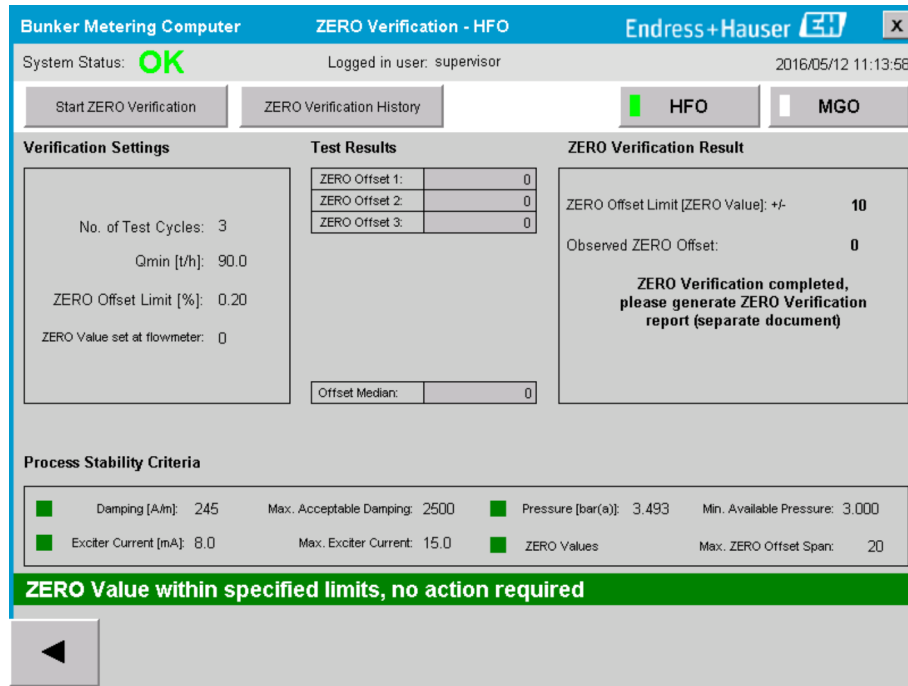 Bunker Metering Computer ZERO Verification - HFO Endress+Hauser EH X
System Status: OK Logged in user: supervisor 2016/05/12 11:13:58
Start ZERO Verification ZERO Verification History HFO MGO
Verification Settings
No. of Test Cycles: 3
Qmin [t/h]: 90.0
ZERO Offset Limit [%]: 0.20
ZERO Value set at flowmeter: 0
Test Results
ZERO Offset 1: 0
ZERO Offset 2: 0
ZERO Offset 3: 0
Offset Median: 0
ZERO Verification Result
ZERO Offset Limit [ZERO Value]: +/- 10
Observed ZERO Offset: 0
ZERO Verification completed,
please generate ZERO Verification
report (separate document)
Process Stability Criteria
Damping [A/m]: 245 Max. Acceptable Damping: 2500 Pressure [bar(a)]: 3.493 Min. Available Pressure: 3.000
Exciter Current [mA]: 8.0 Max. Exciter Current: 15.0 ZERO Values Max. ZERO Offset Span: 20
ZERO Value within specified limits, no action required